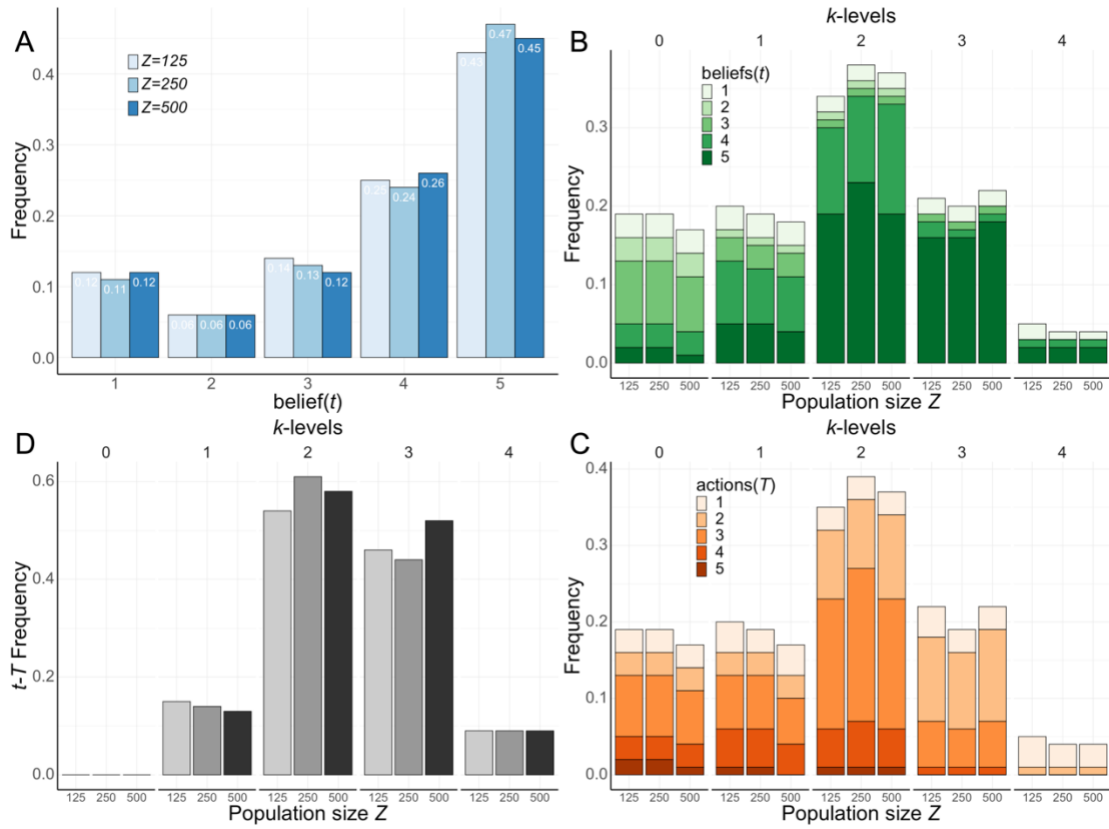 A
Z=125
Z=250
Z=500
Frequency
0.4
0.3
0.2
0.1
0.0
0.12
0.11
0.12
0.06
0.06
0.06
0.14
0.13
0.12
0.25
0.24
0.26
0.43
0.47
0.45
1 2 3 4 5
belief(t)
B
k-levels
0 1 2 3 4
beliefs(t)
1
2
3
4
5
Frequency
0.3
0.2
0.1
0.0
125 250 500 125 250 500 125 250 500 125 250 500 125 250 500
Population size Z
D
k-levels
0 1 2 3 4
t-T Frequency
0.6
0.4
0.2
0.0
125 250 500 125 250 500 125 250 500 125 250 500 125 250 500
Population size Z
C
k-levels
0 1 2 3 4
actions(T)
1
2
3
4
5
Frequency
0.4
0.3
0.2
0.1
0.0
125 250 500 125 250 500 125 250 500 125 250 500 125 250 500
Population size Z